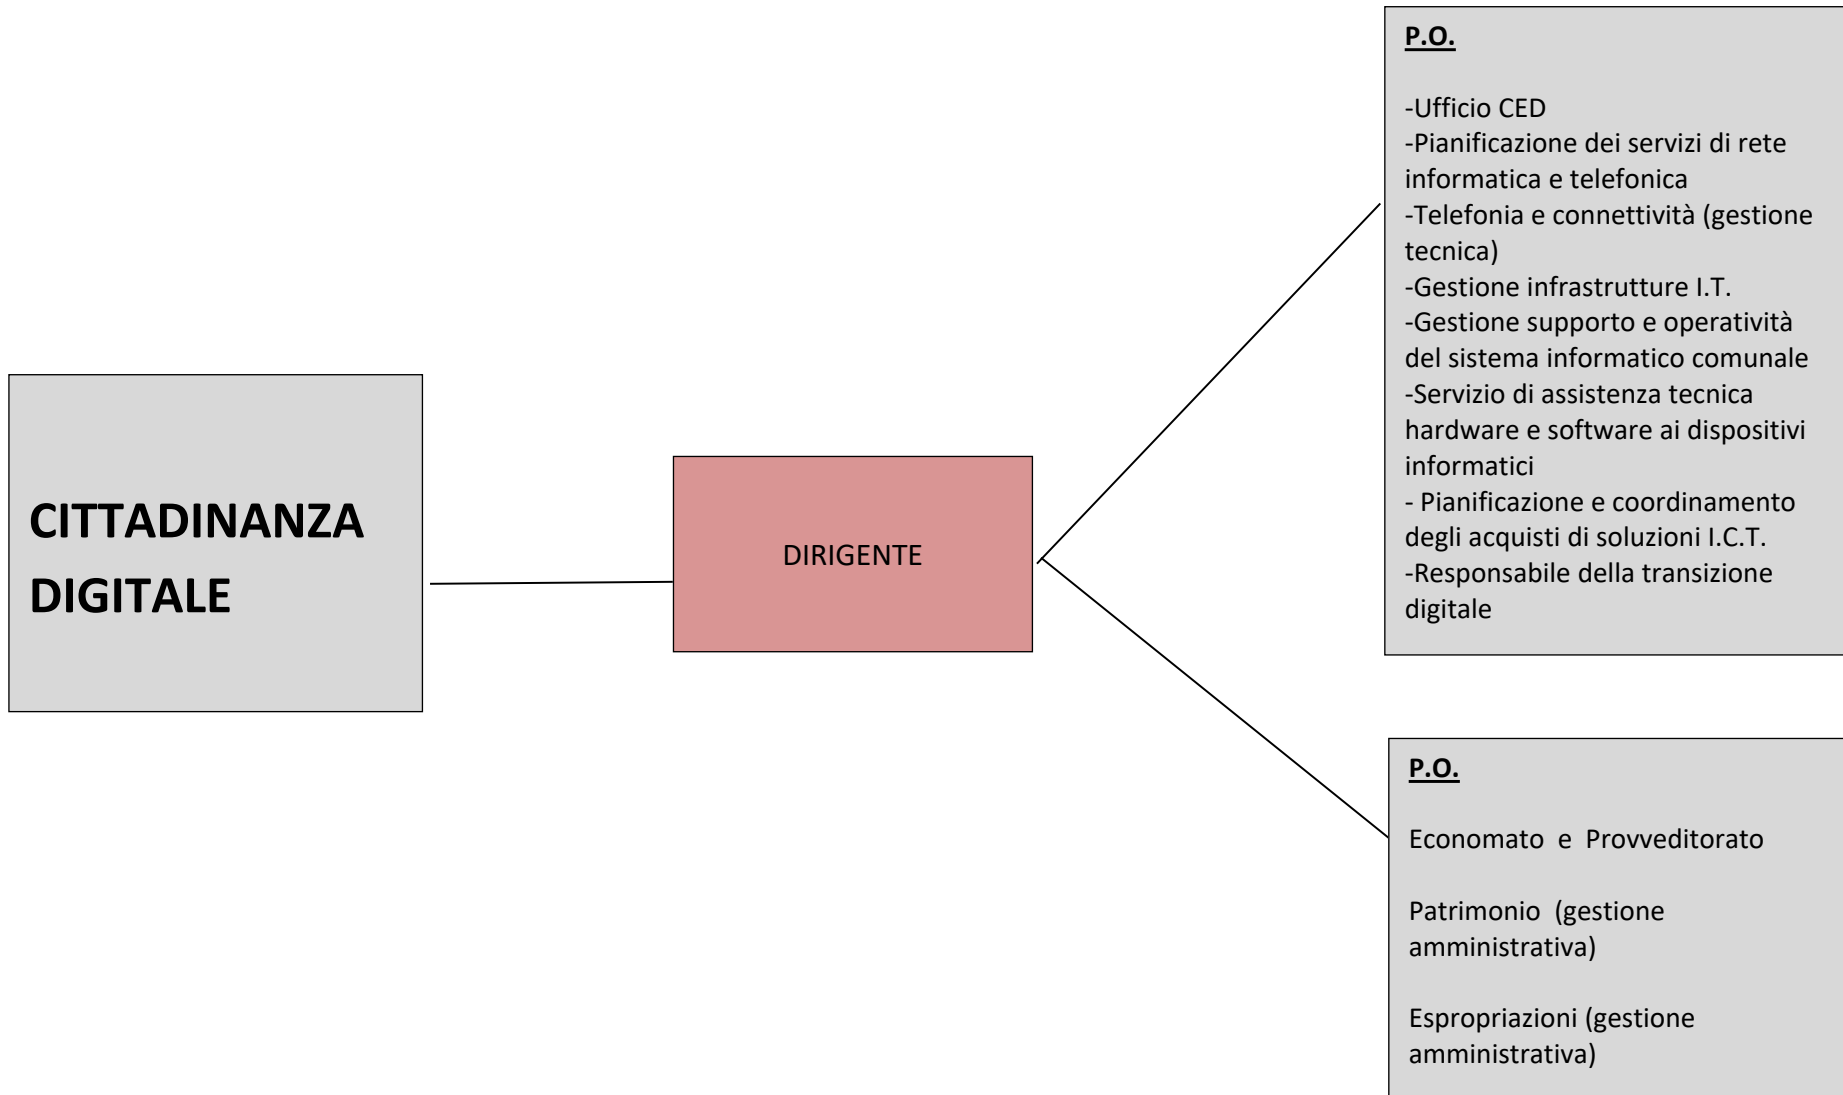 CITTADINANZA
DIGITALE
DIRIGENTE
P.O.
-Ufficio CED
-Pianificazione dei servizi di rete
informatica e telefonica
-Telefonia e connettività (gestione
tecnica)
-Gestione infrastrutture I.T.
-Gestione supporto e operatività
del sistema informatico comunale
-Servizio di assistenza tecnica
hardware e software ai dispositivi
informatici
- Pianificazione e coordinamento
degli acquisti di soluzioni I.C.T.
-Responsabile della transizione
digitale
P.O.
Economato e Provveditorato
Patrimonio (gestione
amministrativa)
Espropriazioni (gestione
amministrativa)